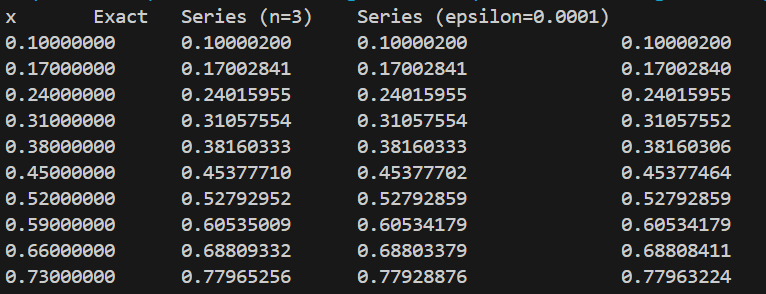 x Exact Series (n=3) Series (epsilon=0.0001)
0.10000000 0.10000200 0.10000200 0.10000200
0.17000000 0.17002841 0.17002841 0.17002840
0.24000000 0.24015955 0.24015955 0.24015955
0.31000000 0.31057554 0.31057554 0.31057552
0.38000000 0.38160333 0.38160333 0.38160306
0.45000000 0.45377710 0.45377702 0.45377464
0.52000000 0.52792952 0.52792859 0.52792859
0.59000000 0.60535009 0.60534179 0.60534179
0.66000000 0.68809332 0.68803379 0.68808411
0.73000000 0.77965256 0.77928876 0.77963224